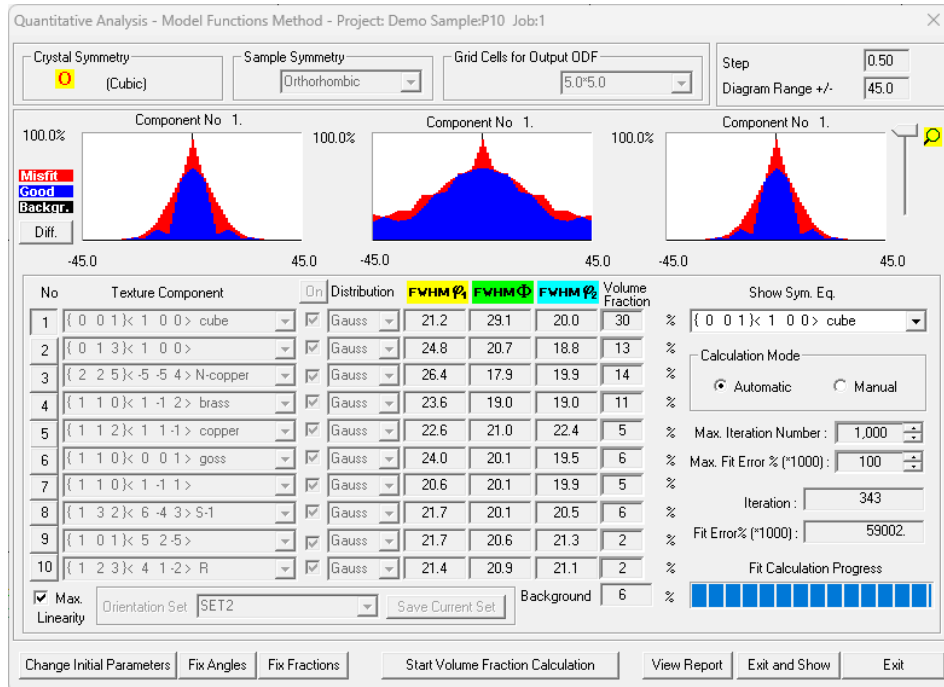 Quantitative Analysis - Model Functions Method - Project: Demo Sample:P10 Job:1
Crystal Symmetry
O (Cubic)
Sample Symmetry
Orthorhombic
Grid Cells for Output ODF
5.0*5.0
Step 0.50
Diagram Range +/- 45.0
Component No 1. Component No 1. Component No 1.
100.0% 100.0% 100.0%
Misfit
Good
Backgr.
Diff.
-45.0 45.0 -45.0 45.0 -45.0 45.0
No Texture Component On Distribution FWHM φ1 FWHM Φ FWHM φ2 Volume Fraction
1 { 0 0 1}< 1 0 0> cube Gauss 21.2 29.1 20.0 30 %
2 { 0 1 3}< 1 0 0> Gauss 24.8 20.7 18.8 13 %
3 { 2 2 5}< -5 -5 4> N-copper Gauss 26.4 17.9 19.9 14 %
4 { 1 1 0}< 1 -1 2> brass Gauss 23.6 19.0 19.0 11 %
5 { 1 1 2}< 1 1 -1> copper Gauss 22.6 21.0 22.4 5 %
6 { 1 1 0}< 0 0 1> goss Gauss 24.0 20.1 19.5 6 %
7 { 1 1 0}< 1 -1 1> Gauss 20.6 20.1 19.9 5 %
8 { 1 3 2}< 6 -4 3> S-1 Gauss 21.7 20.1 20.5 6 %
9 { 1 0 1}< 5 2 -5> Gauss 21.7 20.6 21.3 2 %
10 { 1 2 3}< 4 1 -2> R Gauss 21.4 20.9 21.1 2 %
Max. Linearity
Orientation Set SET2
Save Current Set
Background 6 %
Show Sym. Eq.
{ 0 0 1}< 1 0 0> cube
Calculation Mode
Automatic Manual
Max. Iteration Number : 1,000
Max. Fit Error % (*1000) : 100
Iteration : 343
Fit Error% (*1000) : 59002.
Fit Calculation Progress
Change Initial Parameters Fix Angles Fix Fractions Start Volume Fraction Calculation View Report Exit and Show Exit